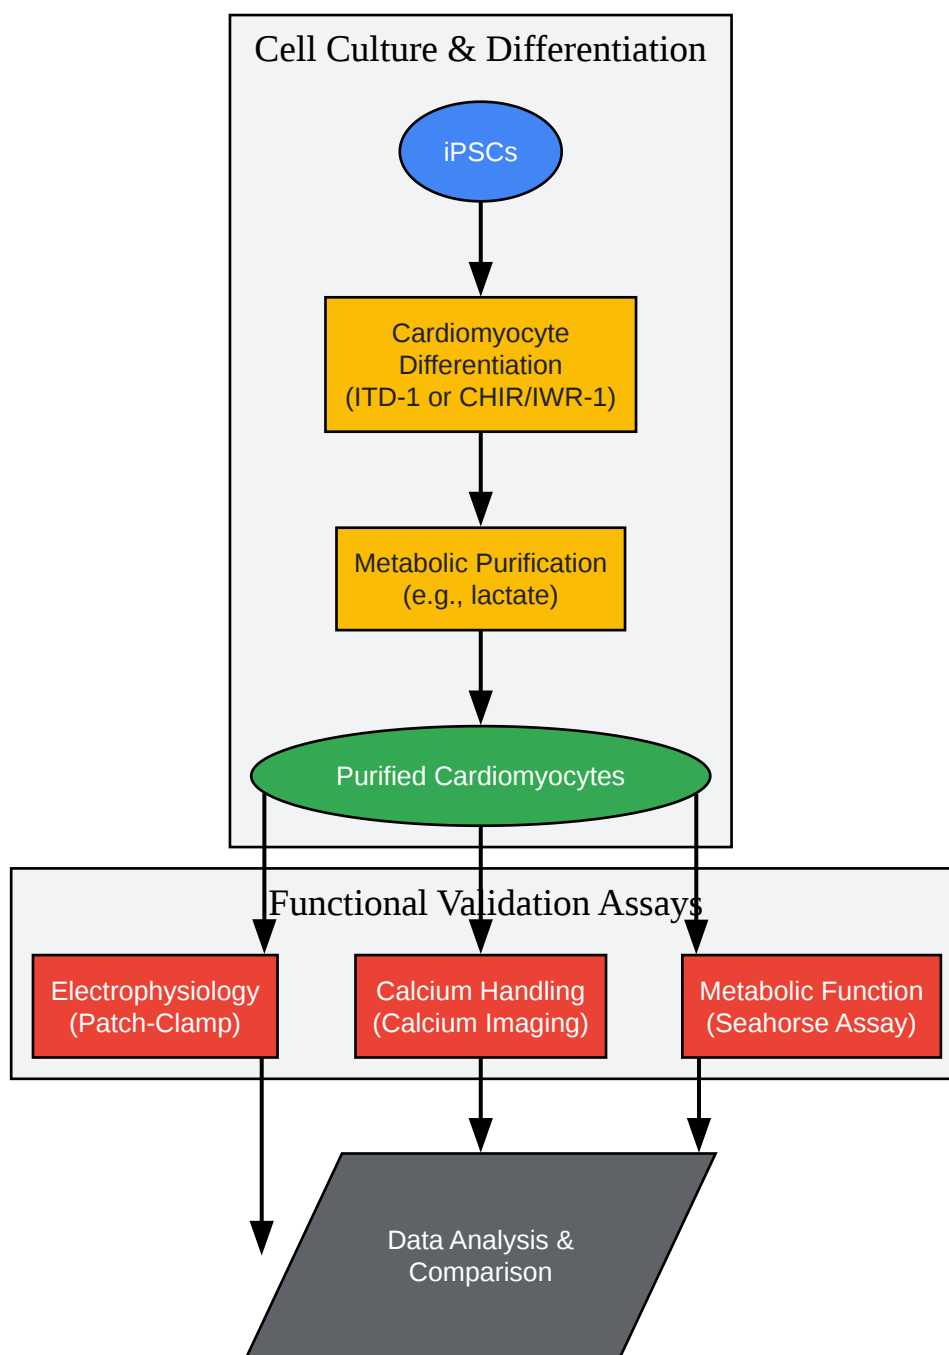 Cell Culture & Differentiation
iPSCs
Cardiomyocyte
Differentiation
(ITD-1 or CHIR/IWR-1)
Metabolic Purification
(e.g., lactate)
Purified Cardiomyocytes
Functional Validation Assays
Electrophysiology
(Patch-Clamp)
Calcium Handling
(Calcium Imaging)
Metabolic Function
(Seahorse Assay)
Data Analysis &
Comparison